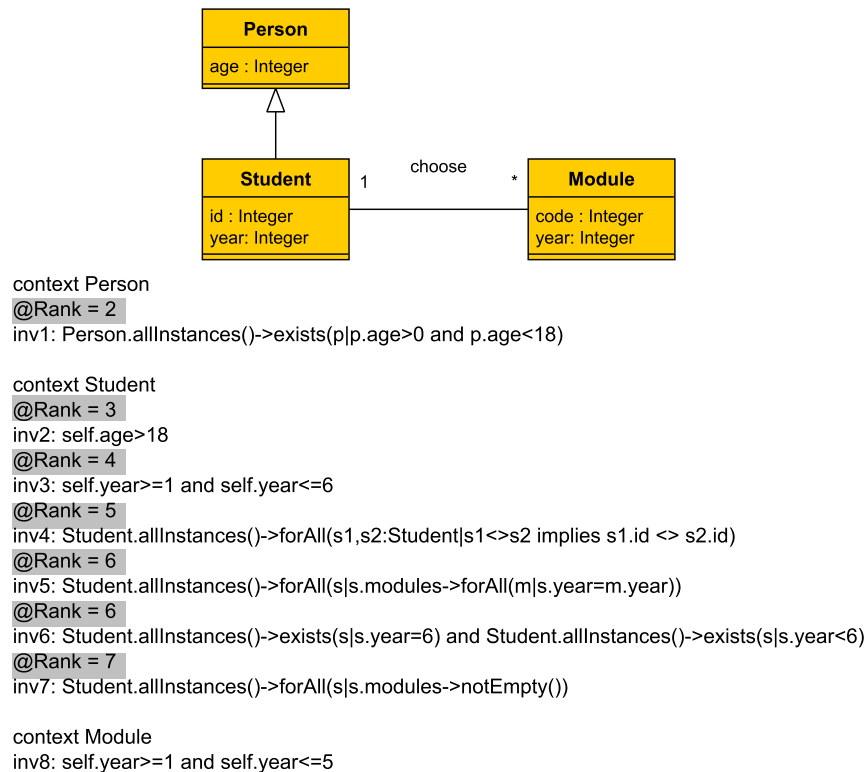 Person
age : Integer
choose
Student
1
*
Module
id : Integer
year: Integer
code : Integer
year: Integer
context Person
@Rank = 2
inv1: Person.allInstances()->exists(p|p.age>0 and p.age<18)
context Student
@Rank = 3
inv2: self.age>18
@Rank = 4
inv3: self.year>=1 and self.year<=6
@Rank = 5
inv4: Student.allInstances()->forAll(s1,s2:Student|s1<>s2 implies s1.id <> s2.id)
@Rank = 6
inv5: Student.allInstances()->forAll(s|s.modules->forAll(m|s.year=m.year))
@Rank = 6
inv6: Student.allInstances()->exists(s|s.year=6) and Student.allInstances()->exists(s|s.year<6)
@Rank = 7
inv7: Student.allInstances()->forAll(s|s.modules->notEmpty())
context Module
inv8: self.year>=1 and self.year<=5